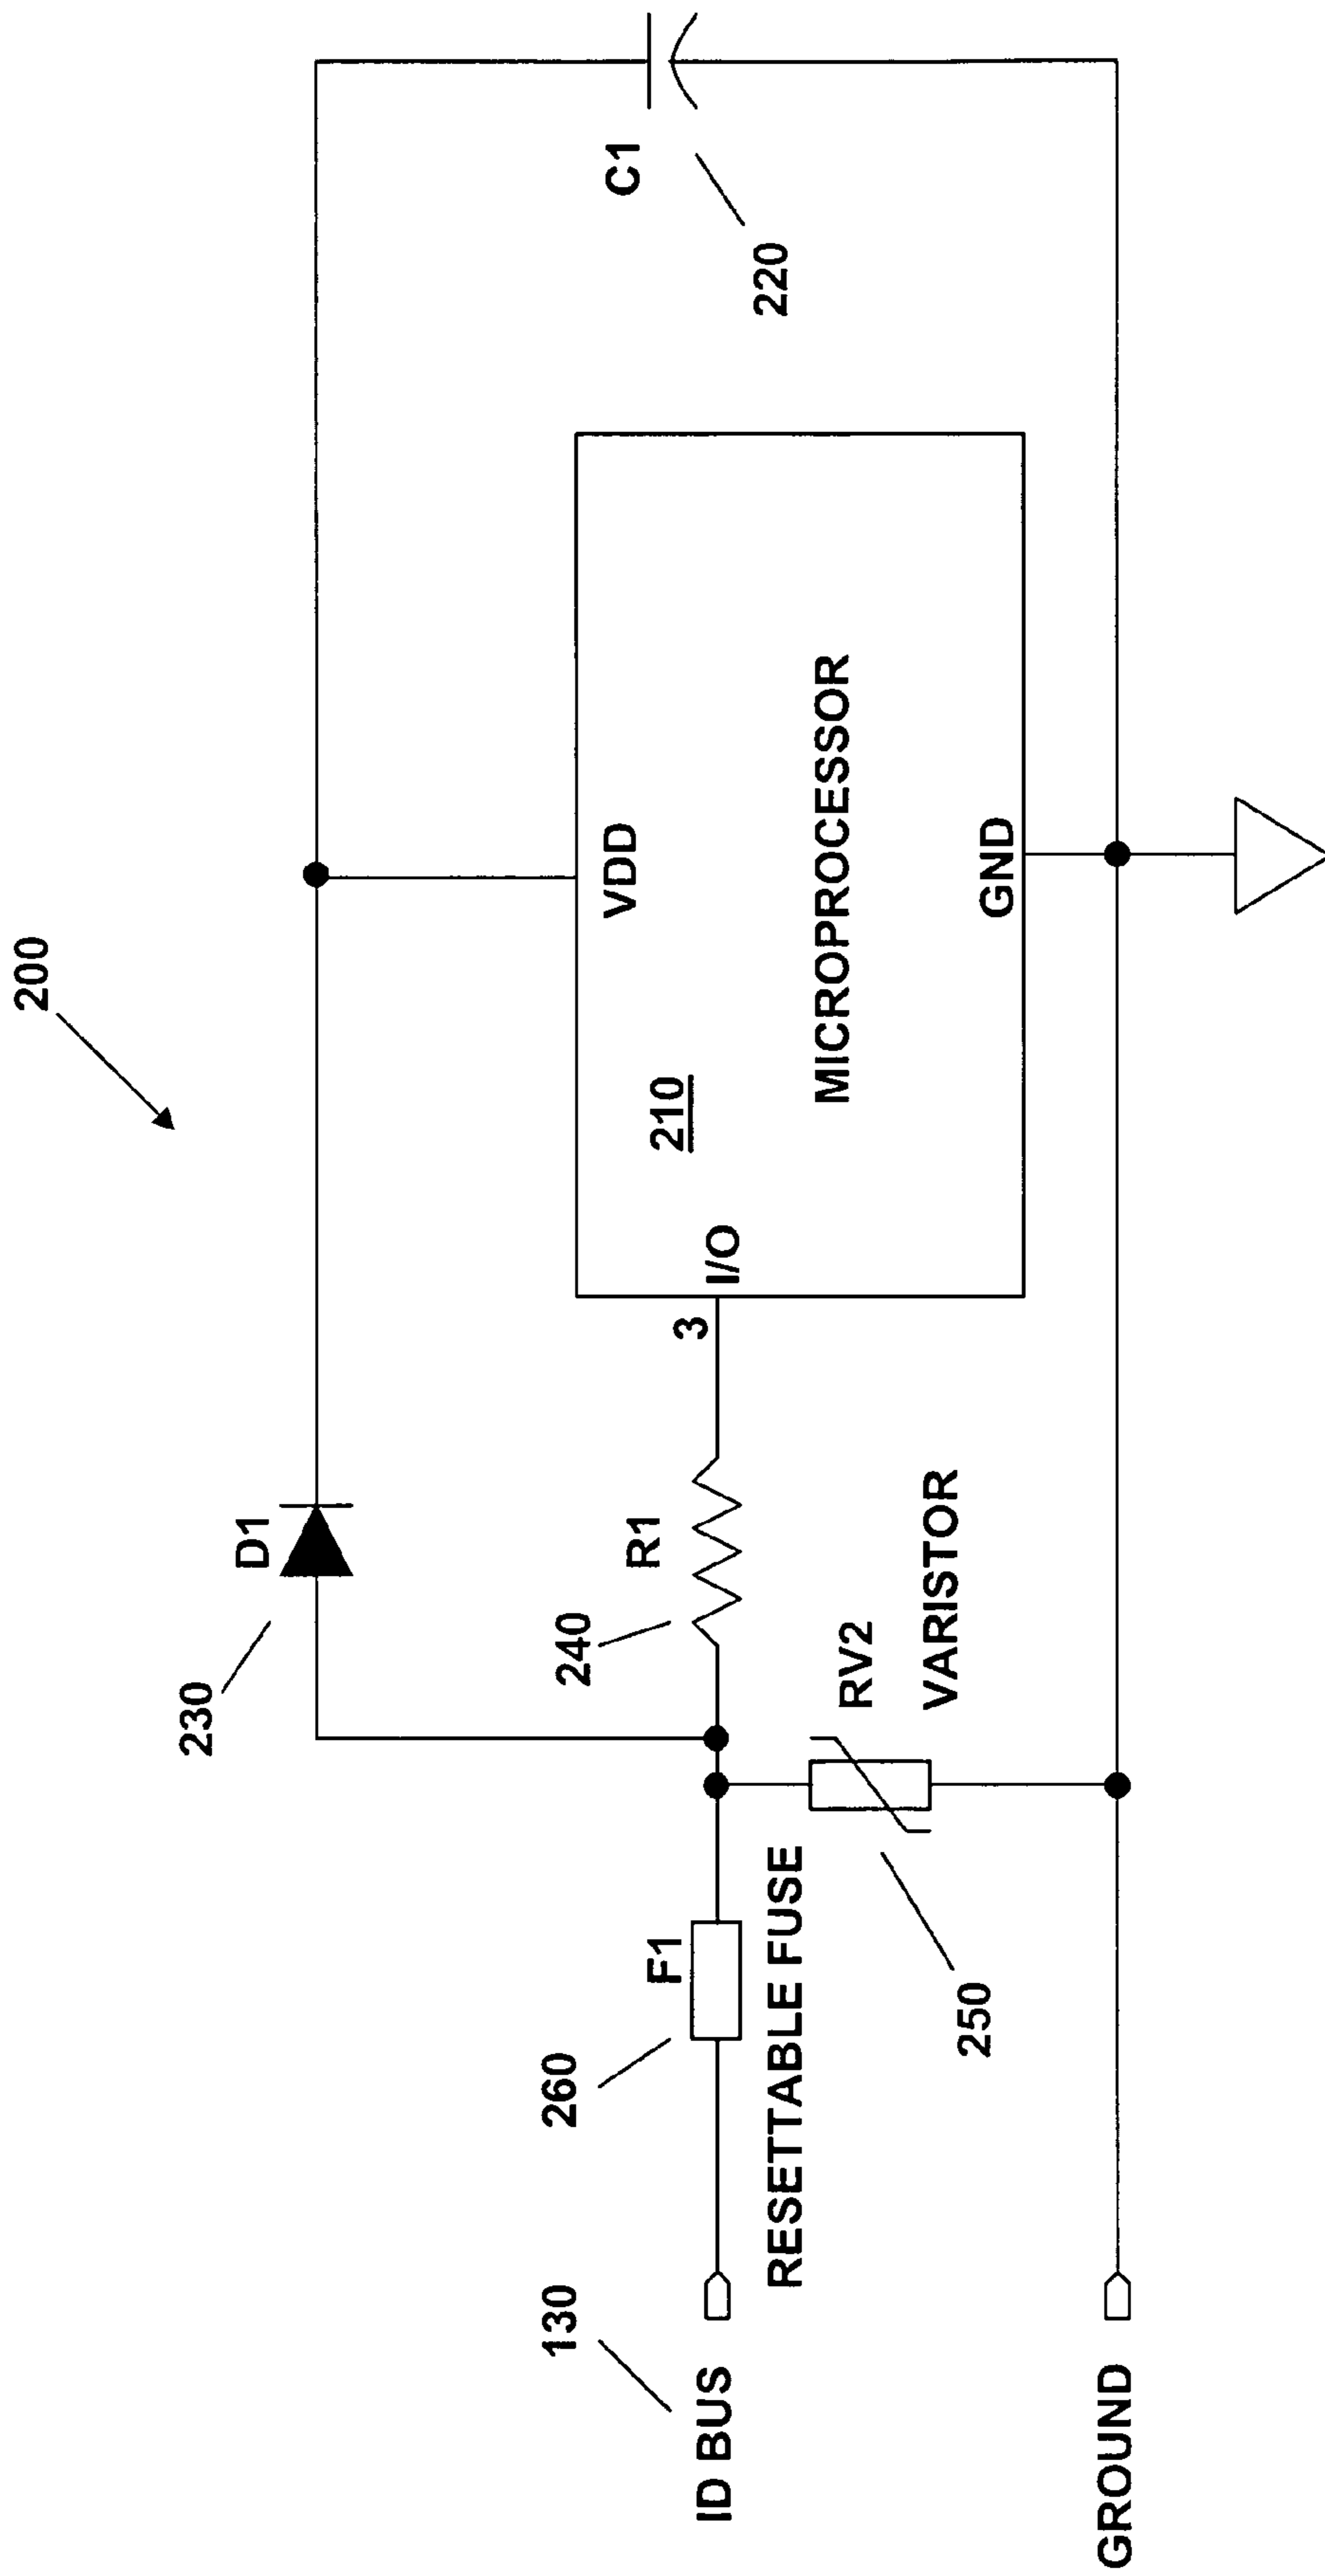 200
230
D1
C1
220
VDD
210
MICROPROCESSOR
GND
I/O
3
240
R1
RV2
VARISTOR
250
260
F1
RESETTABLE FUSE
130
ID BUS
GROUND